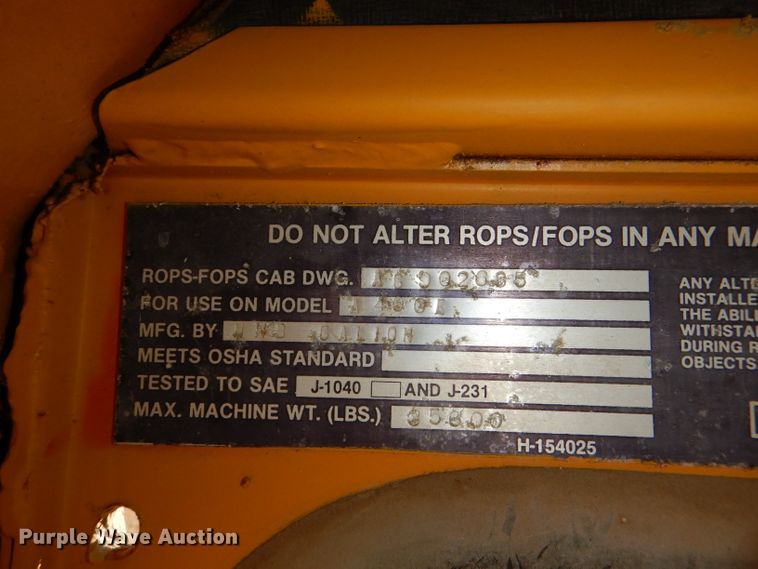 DO NOT ALTER ROPS/FOPS IN ANY
ROPS-FOPS CAB DWG.
FOR USE ON MODEL
MFG. BY GALION
MEETS OSHA STANDARD
TESTED TO SAE J-1040 AND J-231
MAX. MACHINE WT. (LBS.) 35800
H-154025
ANY
INSTALLE
THE ABILI
WITHSTA
DURING R
OBJECTS
Purple Wave Auction